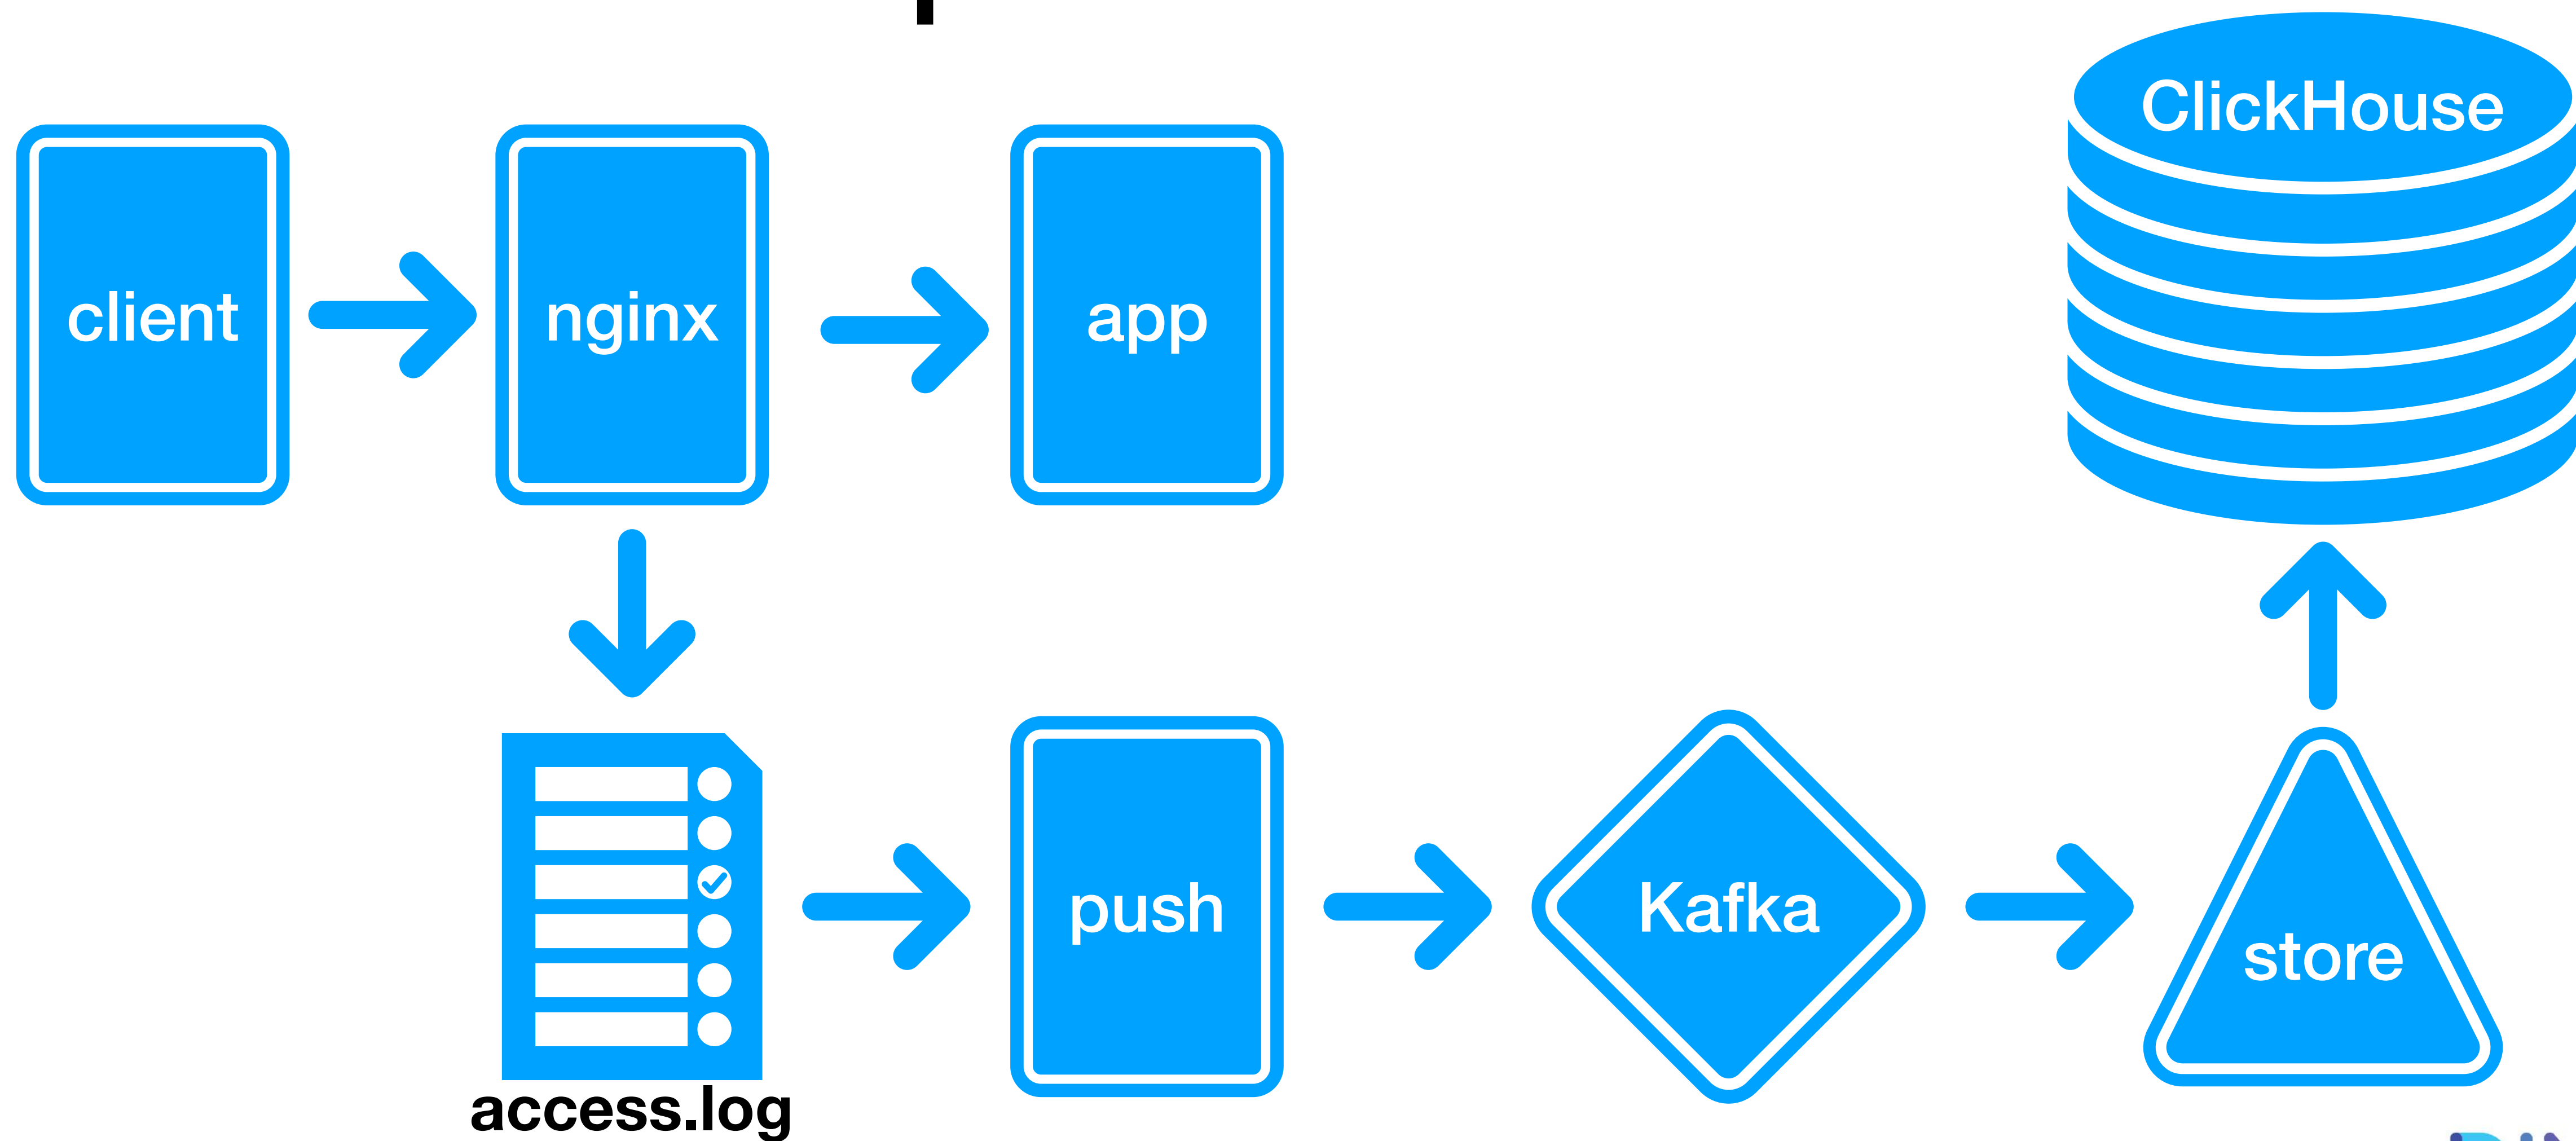 ClickHouse
client
nginx
app
push
Kafka
store
access.log